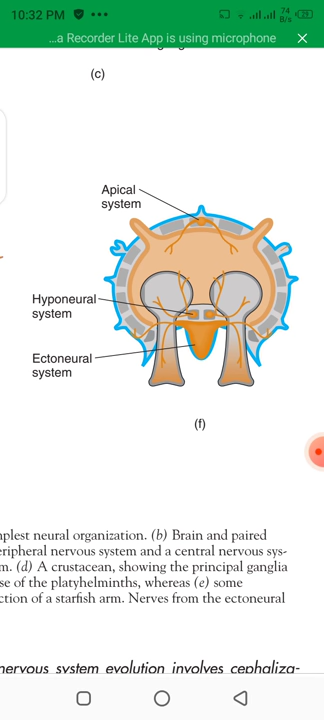 10:32 PM
74
B/s
29
...a Recorder Lite App is using microphone
(c)
Apical
system
Hyponeural
system
Ectoneural
system
(f)
nplest neural organization. (b) Brain and paired
eripheral nervous system and a central nervous sys-
m. (d) A crustacean, showing the principal ganglia
se of the platyhelminths, whereas (e) some
ction of a starfish arm. Nerves from the ectoneural
nervous system evolution involves cephaliza-